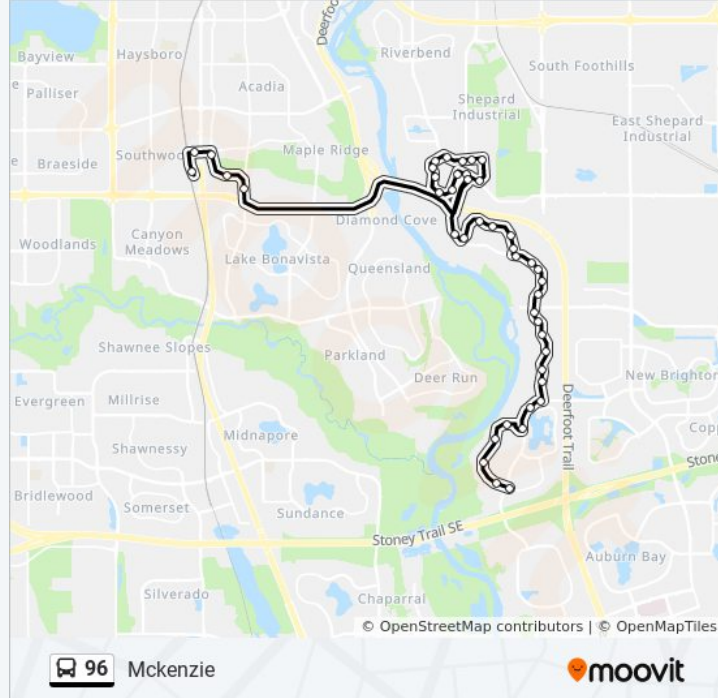 Deerfoot
Riverbend
Bayview
Haysboro
South Foothills
Acadia
Palliser
Shepard
Industrial
East Shepard
Industrial
Maple Ridge
Southwood
Braeside
Diamond Cove
Canyon
Meadows
Woodlands
Lake Bonavista
Queensland
Shawnee Slopes
Parkland
Deer Run
New Brighton
Evergreen
Millrise
Deerfoot Trail
Midnapore
Shawnessy
Stoney
Bridlewood
Somerset
Sundance
Stoney Trail SE
Auburn Bay
Silverado
Chaparral
© OpenStreetMap contributors | © OpenMapTiles
96 Mckenzie
moovit